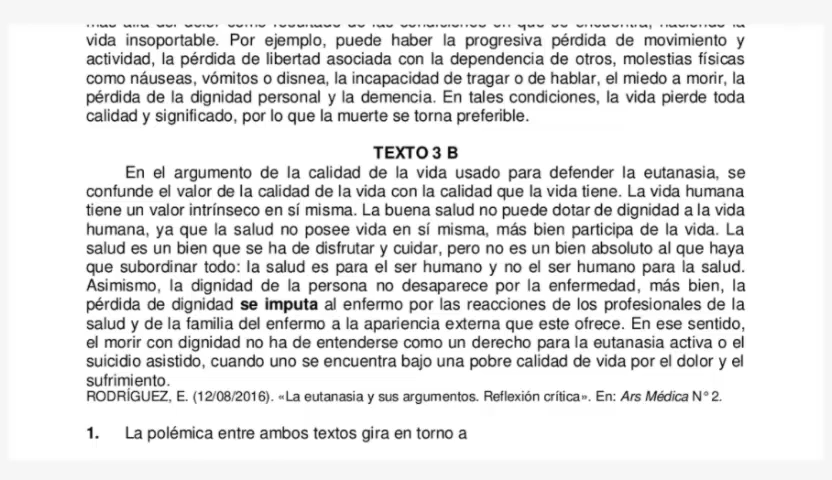 vida insoportable. Por ejemplo, puede haber la progresiva pérdida de movimiento y
actividad, la pérdida de libertad asociada con la dependencia de otros, molestias físicas
como náuseas, vómitos o disnea, la incapacidad de tragar o de hablar, el miedo a morir, la
pérdida de la dignidad personal y la demencia. En tales condiciones, la vida pierde toda
calidad y significado, por lo que la muerte se torna preferible.
TEXTO 3 B
En el argumento de la calidad de la vida usado para defender la eutanasia, se
confunde el valor de la calidad de la vida con la calidad que la vida tiene. La vida humana
tiene un valor intrínseco en sí misma. La buena salud no puede dotar de dignidad a la vida
humana, ya que la salud no posee vida en sí misma, más bien participa de la vida. La
salud es un bien que se ha de disfrutar y cuidar, pero no es un bien absoluto al que haya
que subordinar todo: la salud es para el ser humano y no el ser humano para la salud.
Asimismo, la dignidad de la persona no desaparece por la enfermedad, más bien, la
pérdida de dignidad se imputa al enfermo por las reacciones de los profesionales de la
salud y de la familia del enfermo a la apariencia externa que este ofrece. En ese sentido,
el morir con dignidad no ha de entenderse como un derecho para la eutanasia activa o el
suicidio asistido, cuando uno se encuentra bajo una pobre calidad de vida por el dolor y el
sufrimiento.
RODRÍGUEZ, E. (12/08/2016). «La eutanasia y sus argumentos. Reflexión crítica». En: Ars Médica N° 2.
1. La polémica entre ambos textos gira en torno a